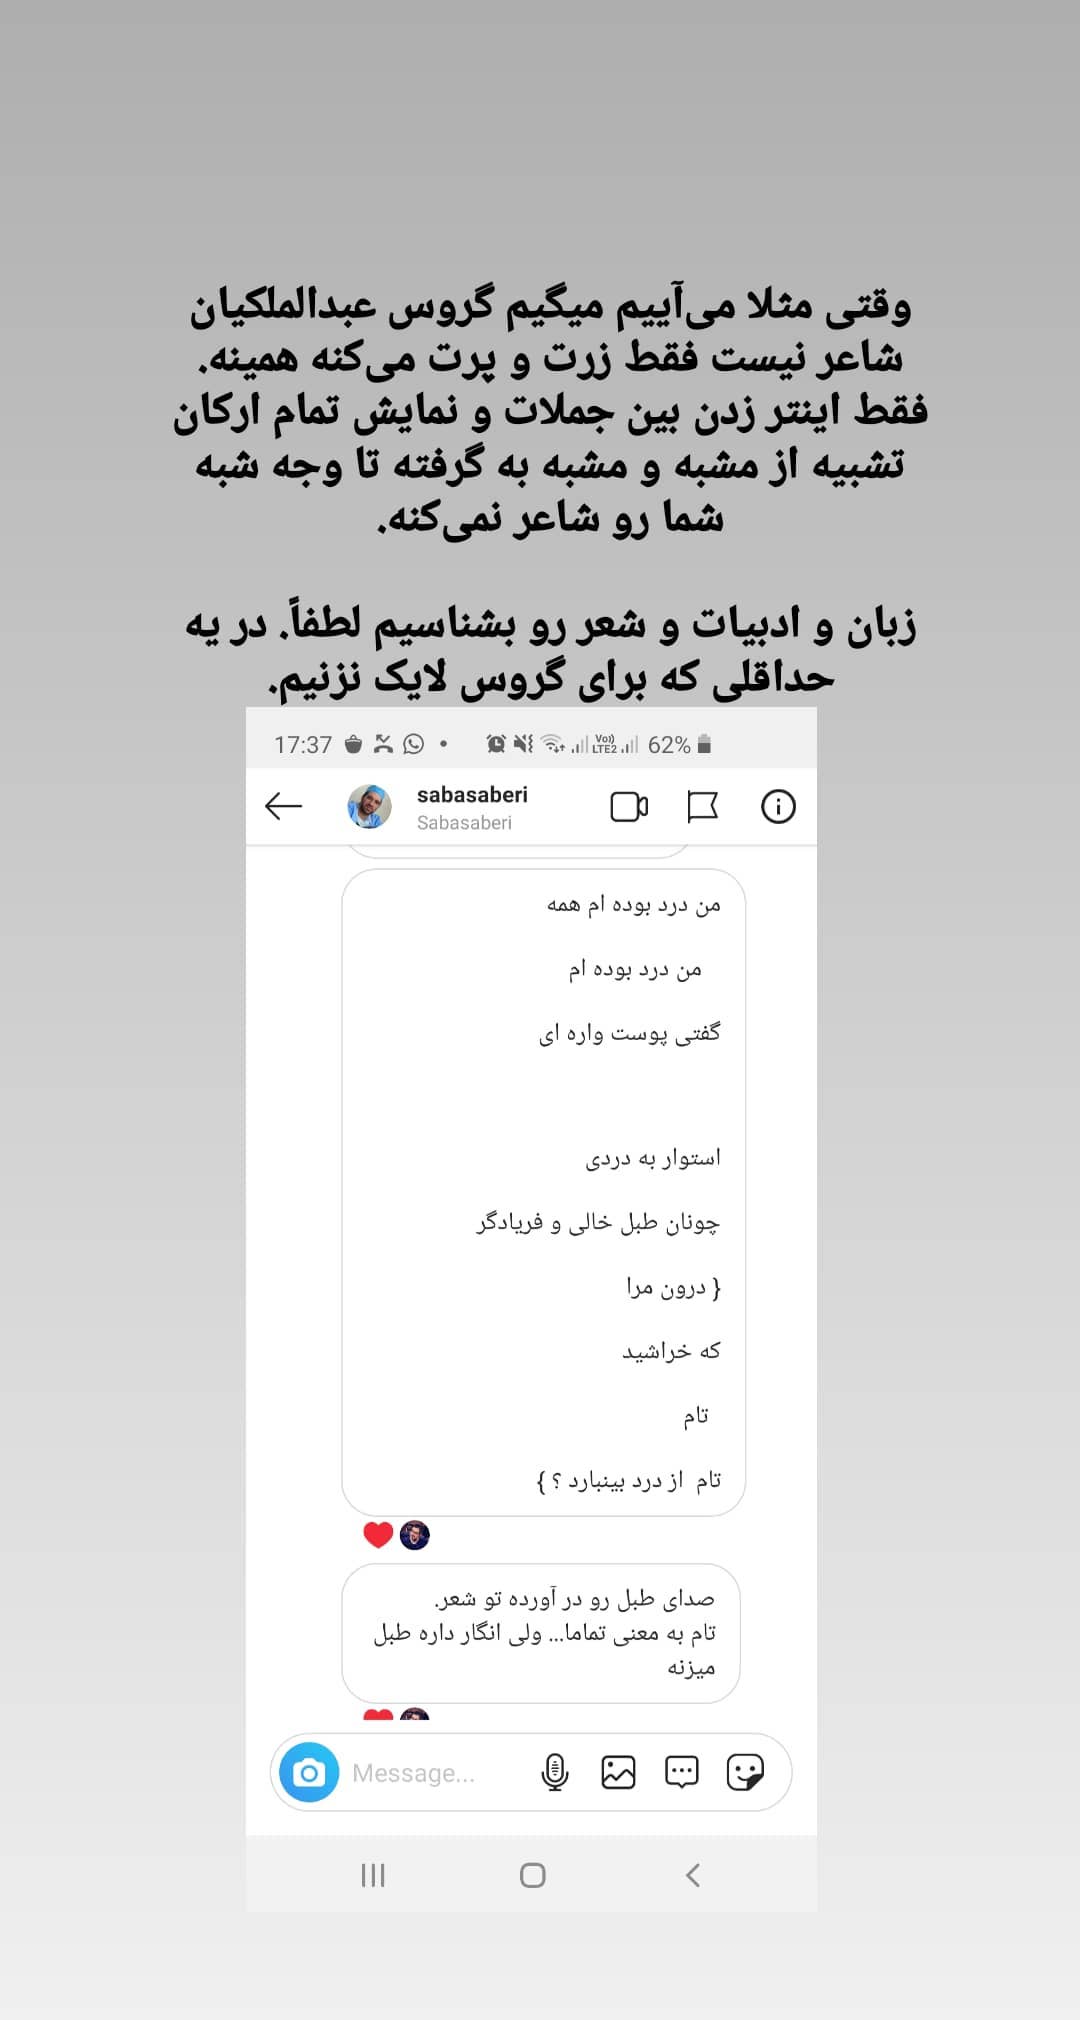 وقتی مثلا می‌آییم میگیم گروس عبدالملکیان
شاعر نیست فقط زرت و پرت می‌کنه همینه.
فقط اینتر زدن بین جملات و نمایش تمام ارکان
تشبیه از مشبه و مشبه به گرفته تا وجه شبه
شما رو شاعر نمی‌کنه.
زبان و ادبیات و شعر رو بشناسیم لطفاً. در یه
حداقلی که برای گروس لایک نزنیم.
17:37 • Vo)) LTE2 62%
sabasaberi
Sabasaberi
من درد بوده ام همه
من درد بوده ام
گفتی پوست واره ای
استوار به دردی
چونان طبل خالی و فریادگر
{ درون مرا
که خراشید
تام
تام از درد بینبارد ؟ }
صدای طبل رو در آورده تو شعر.
تام به معنی تماما... ولی انگار داره طبل
میزنه
Message...